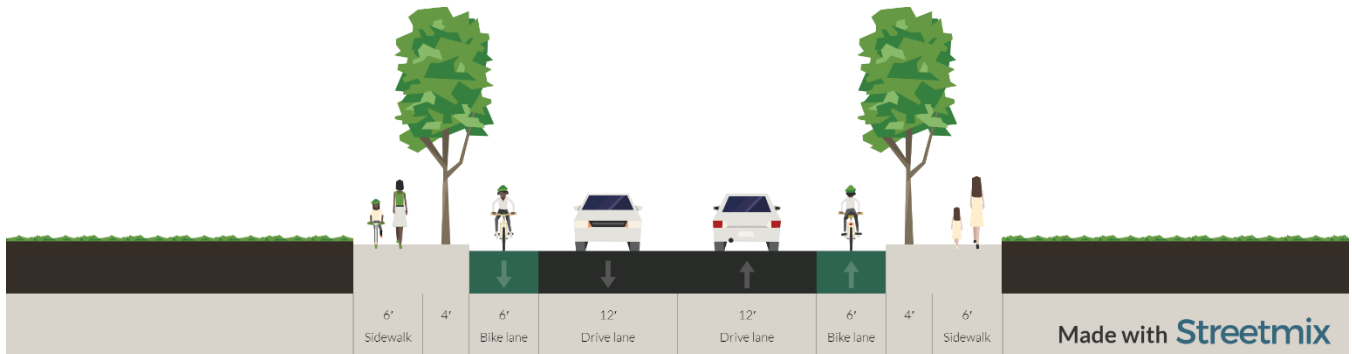 6′ 4′ 6′ 12′ 12′ 6′ 4′ 6′
Sidewalk Bike lane Drive lane Drive lane Bike lane Sidewalk
Made with Streetmix